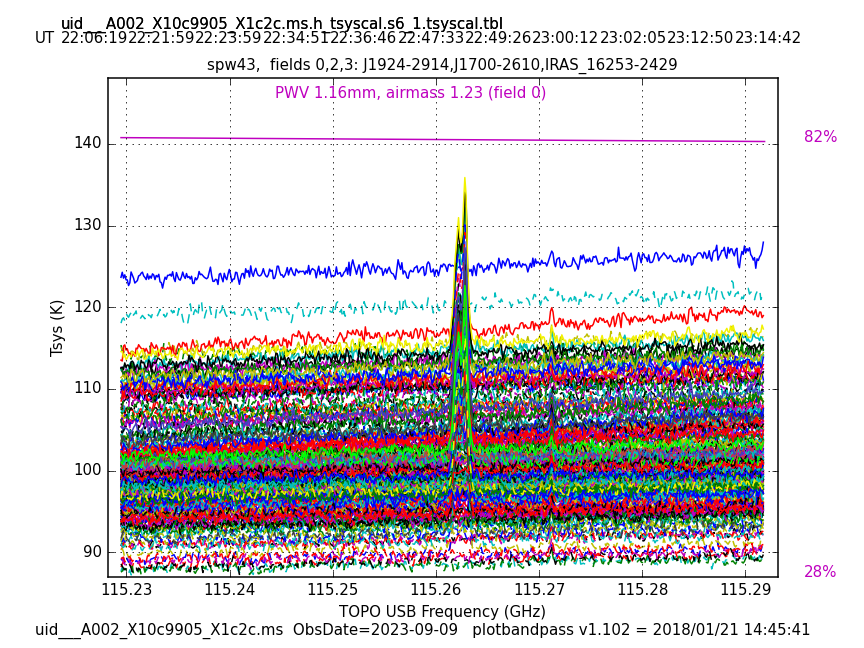 uid___A002_X10c9905_X1c2c.ms.h_tsyscal.s6_1.tsyscal.tbl
UT 22:06:19 22:21:59 22:23:59 22:34:51 22:36:46 22:47:33 22:49:26 23:00:12 23:02:05 23:12:50 23:14:42
spw43, fields 0,2,3: J1924-2914,J1700-2610,IRAS_16253-2429
PWV 1.16mm, airmass 1.23 (field 0)
82%
140
130
120
110
100
90
Tsys (K)
28%
115.23 115.24 115.25 115.26 115.27 115.28 115.29
TOPO USB Frequency (GHz)
uid___A002_X10c9905_X1c2c.ms ObsDate=2023-09-09 plotbandpass v1.102 = 2018/01/21 14:45:41